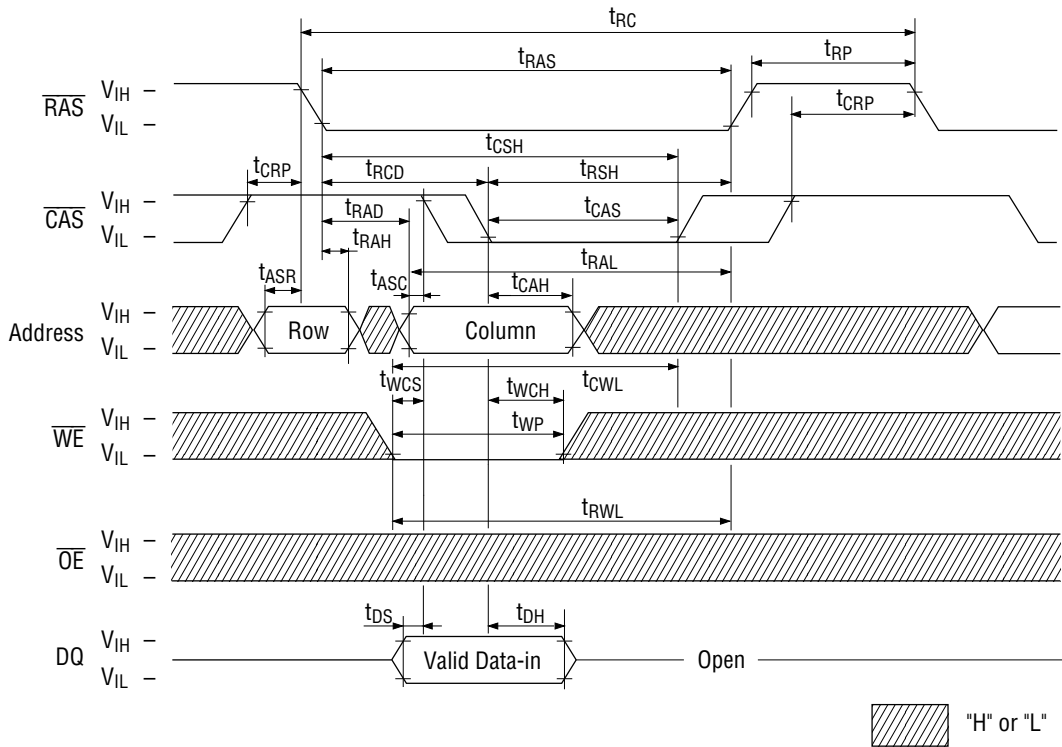 tRC
tRP
tRAS
RAS VIH –
VIL –
tCRP
tCSH
tCRP tRCD tRSH
CAS VIH –
VIL –
tRAD tCAS
tRAH
tRAL
tASR tASC tCAH
Address VIH –
VIL –
Row Column
tCWL
tWCS tWCH
WE VIH –
VIL –
tWP
tRWL
OE VIH –
VIL –
tDS tDH
DQ VIH –
VIL –
Valid Data-in Open
"H" or "L"